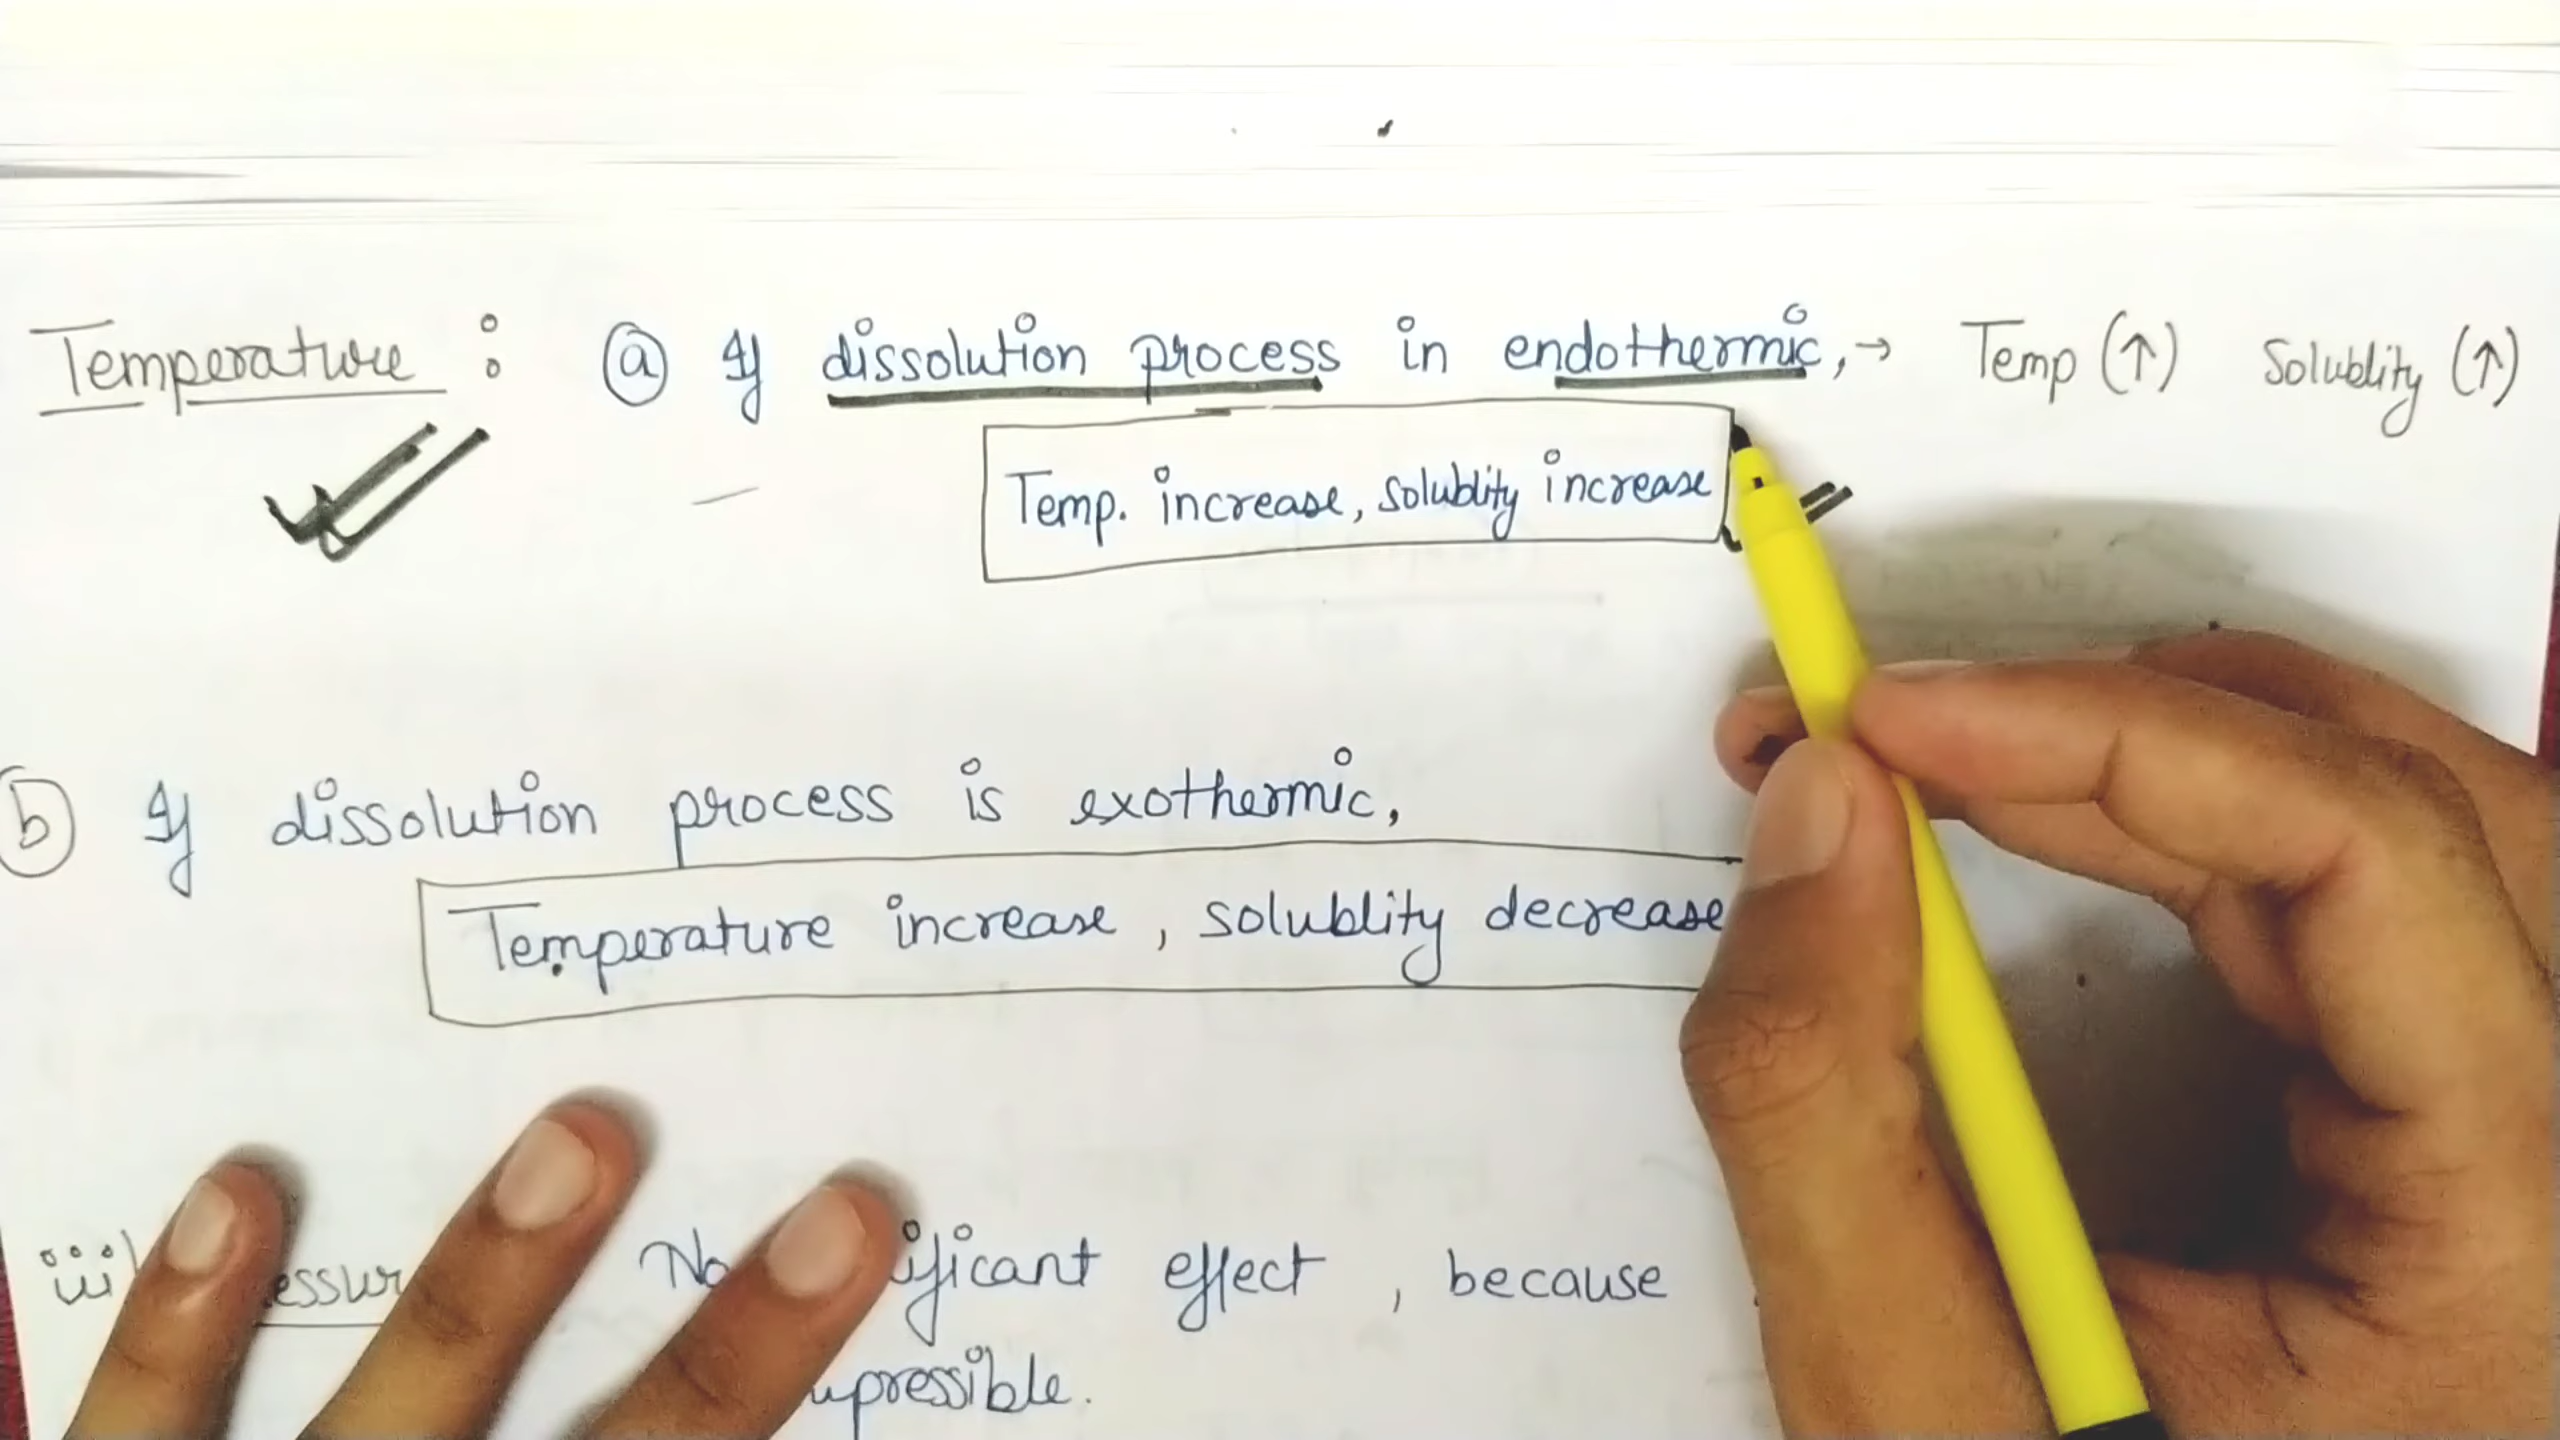 Temperature : (a) If dissolution process in endothermic, → Temp (↑) Solublity (↑)
Temp. increase, solublity increase
(b) If dissolution process is exothermic,
Temperature increase, solublity decrease
iii) effect, because